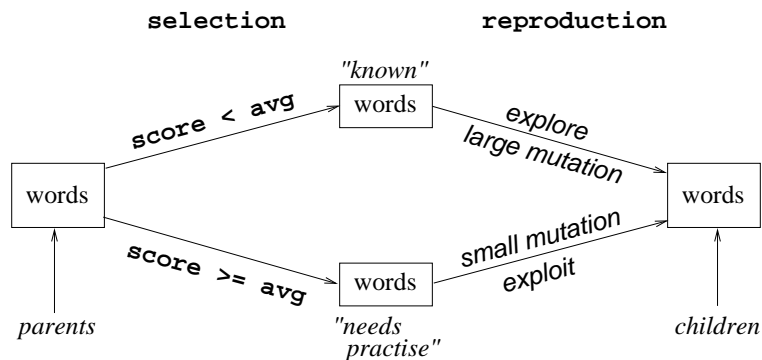 selection
reproduction
"known"
words
score < avg
explore
large mutation
words
words
score >= avg
small mutation
exploit
words
parents
"needs
practise"
children